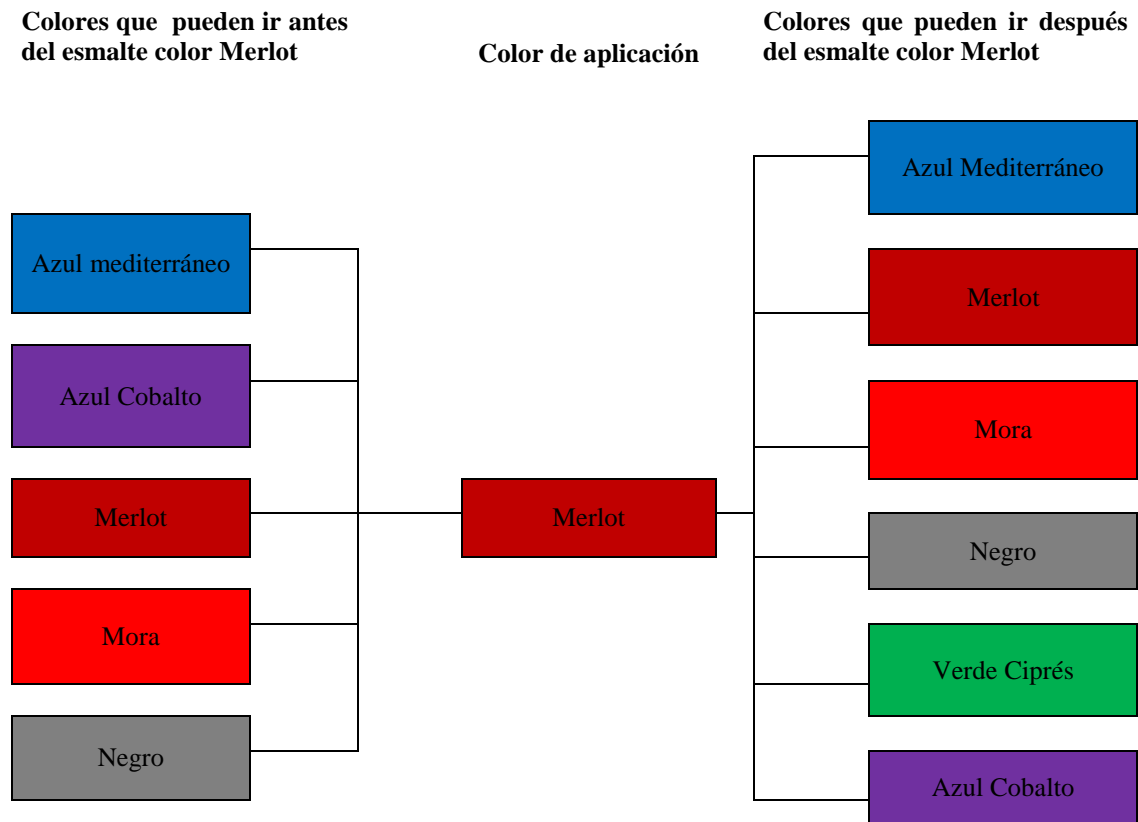 Colores que pueden ir antes
del esmalte color Merlot
Color de aplicación
Colores que pueden ir después
del esmalte color Merlot
Azul mediterráneo
Azul Cobalto
Merlot
Mora
Negro
Merlot
Azul Mediterráneo
Merlot
Mora
Negro
Verde Ciprés
Azul Cobalto